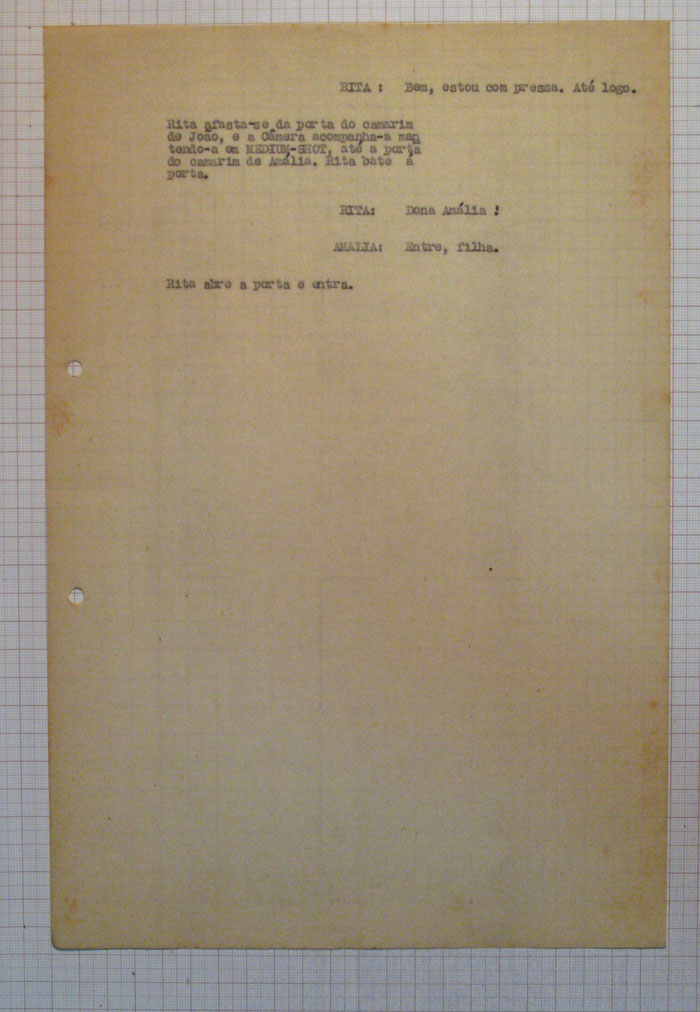 RITA : Bem, estou com pressa. Até logo.
Rita afasta-se da porta do camarim
de João, e a Câmera acompanha-a man
tendo-a em MEDIUM-SHOT, até a porta
do camarim de Amália. Rita bate á
porta.
RITA: Dona Amália !
AMALIA: Entre, filha.
Rita abre a porta e entra.